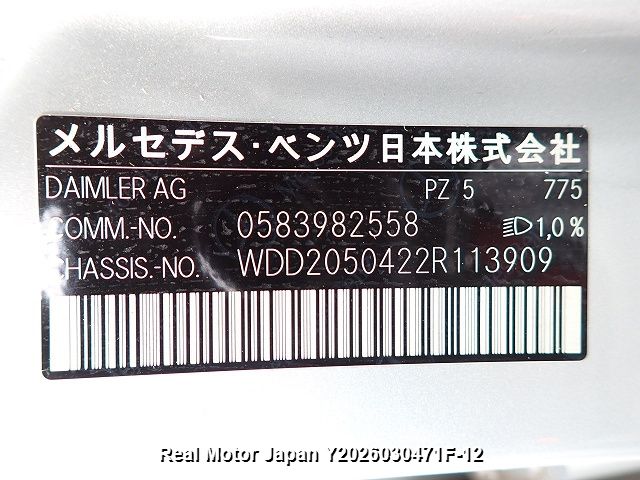 メルセデス・ベンツ日本株式会社
DAIMLER AG PZ 5 775
COMM.-NO. 0583982558 1,0 %
CHASSIS.-NO. WDD2050422R113909
Real Motor Japan Y2026030471F-12